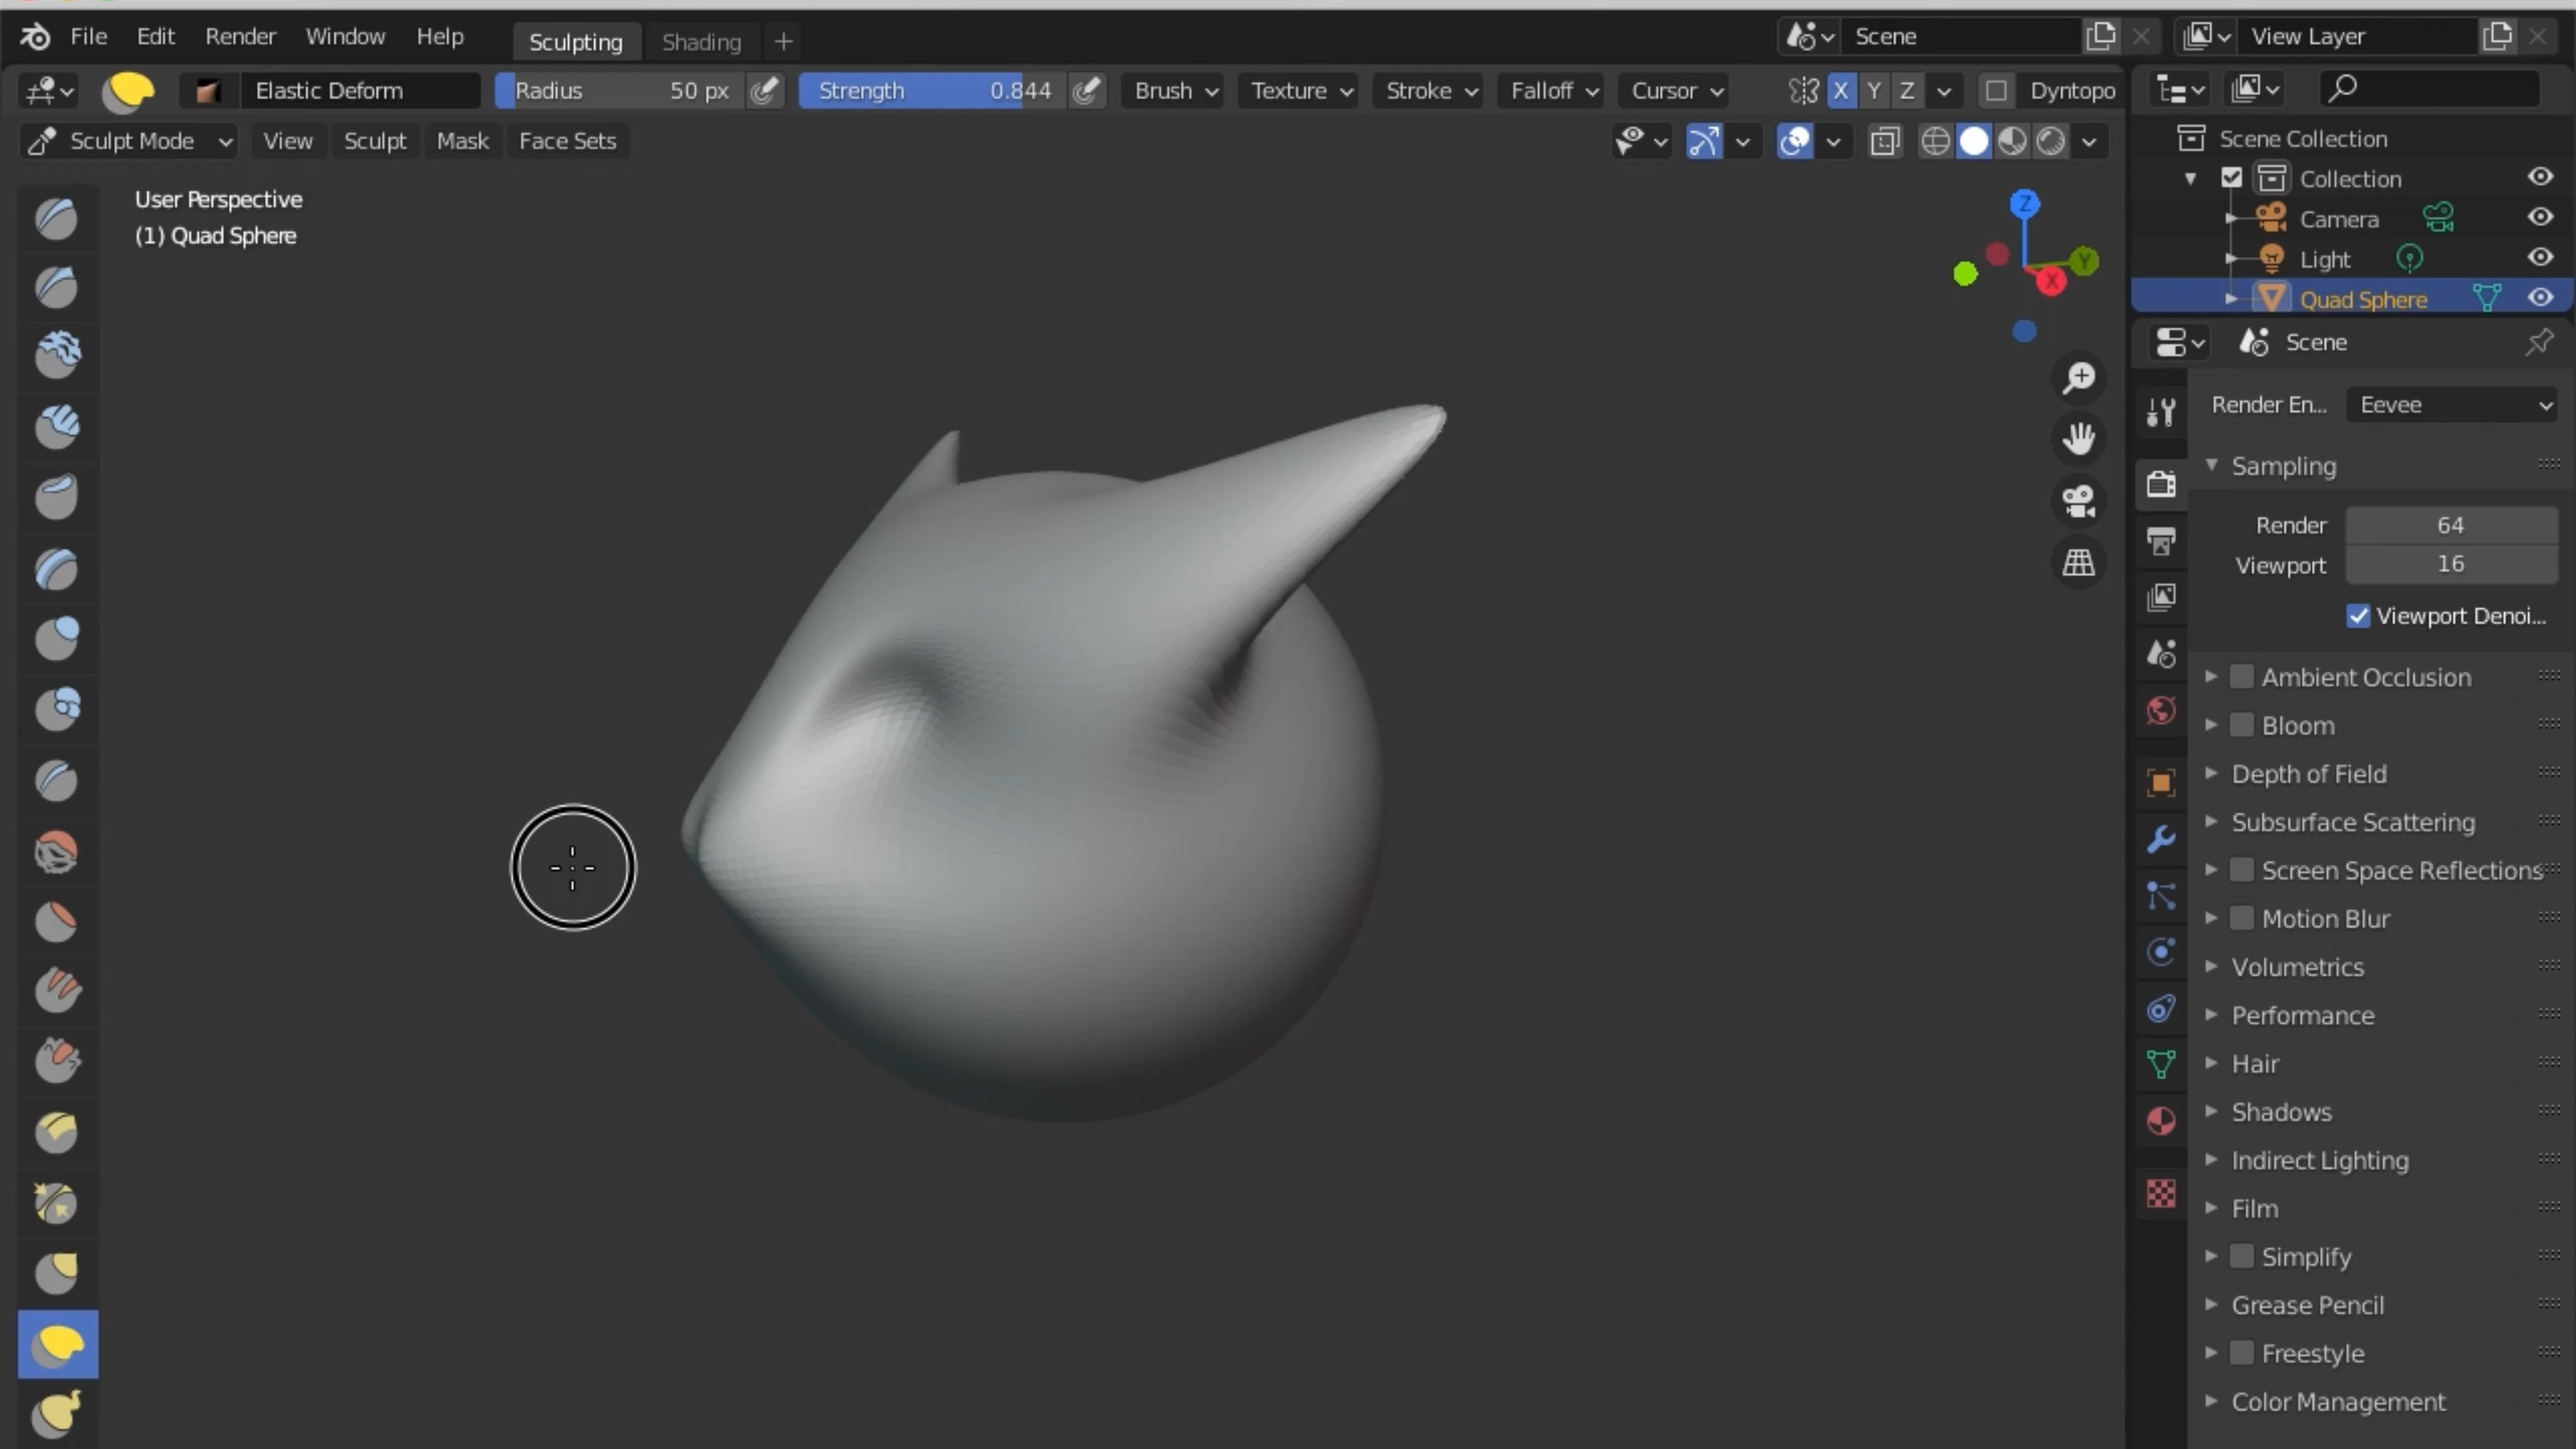 File Edit Render Window Help Sculpting Shading + Scene View Layer
Elastic Deform Radius 50 px Strength 0.844 Brush Texture Stroke Falloff Cursor X Y Z Dyntopo
Sculpt Mode View Sculpt Mask Face Sets
User Perspective
(1) Quad Sphere
Z
Y
X
Scene Collection
Collection
Camera
Light
Quad Sphere
Scene
Render En... Eevee
Sampling
Render 64
Viewport 16
Viewport Denoi...
Ambient Occlusion
Bloom
Depth of Field
Subsurface Scattering
Screen Space Reflections
Motion Blur
Volumetrics
Performance
Hair
Shadows
Indirect Lighting
Film
Simplify
Grease Pencil
Freestyle
Color Management